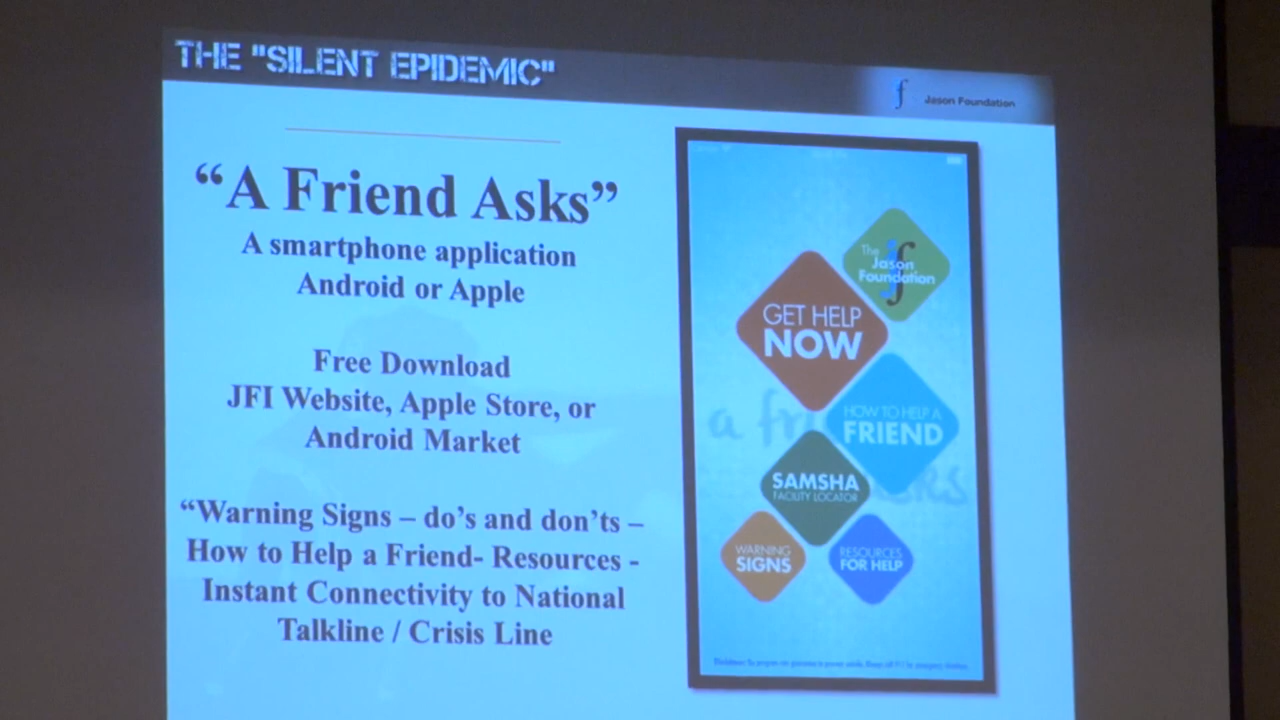 THE "SILENT EPIDEMIC"
Jason Foundation
“A Friend Asks”
A smartphone application
Android or Apple
Free Download
JFI Website, Apple Store, or
Android Market
“Warning Signs – do’s and don’ts –
How to Help a Friend- Resources -
Instant Connectivity to National
Talkline / Crisis Line
The
Jason
Foundation
GET HELP
NOW
HOW TO HELP A
FRIEND
SAMSHA
FACILITY LOCATOR
WARNING
SIGNS
RESOURCES
FOR HELP